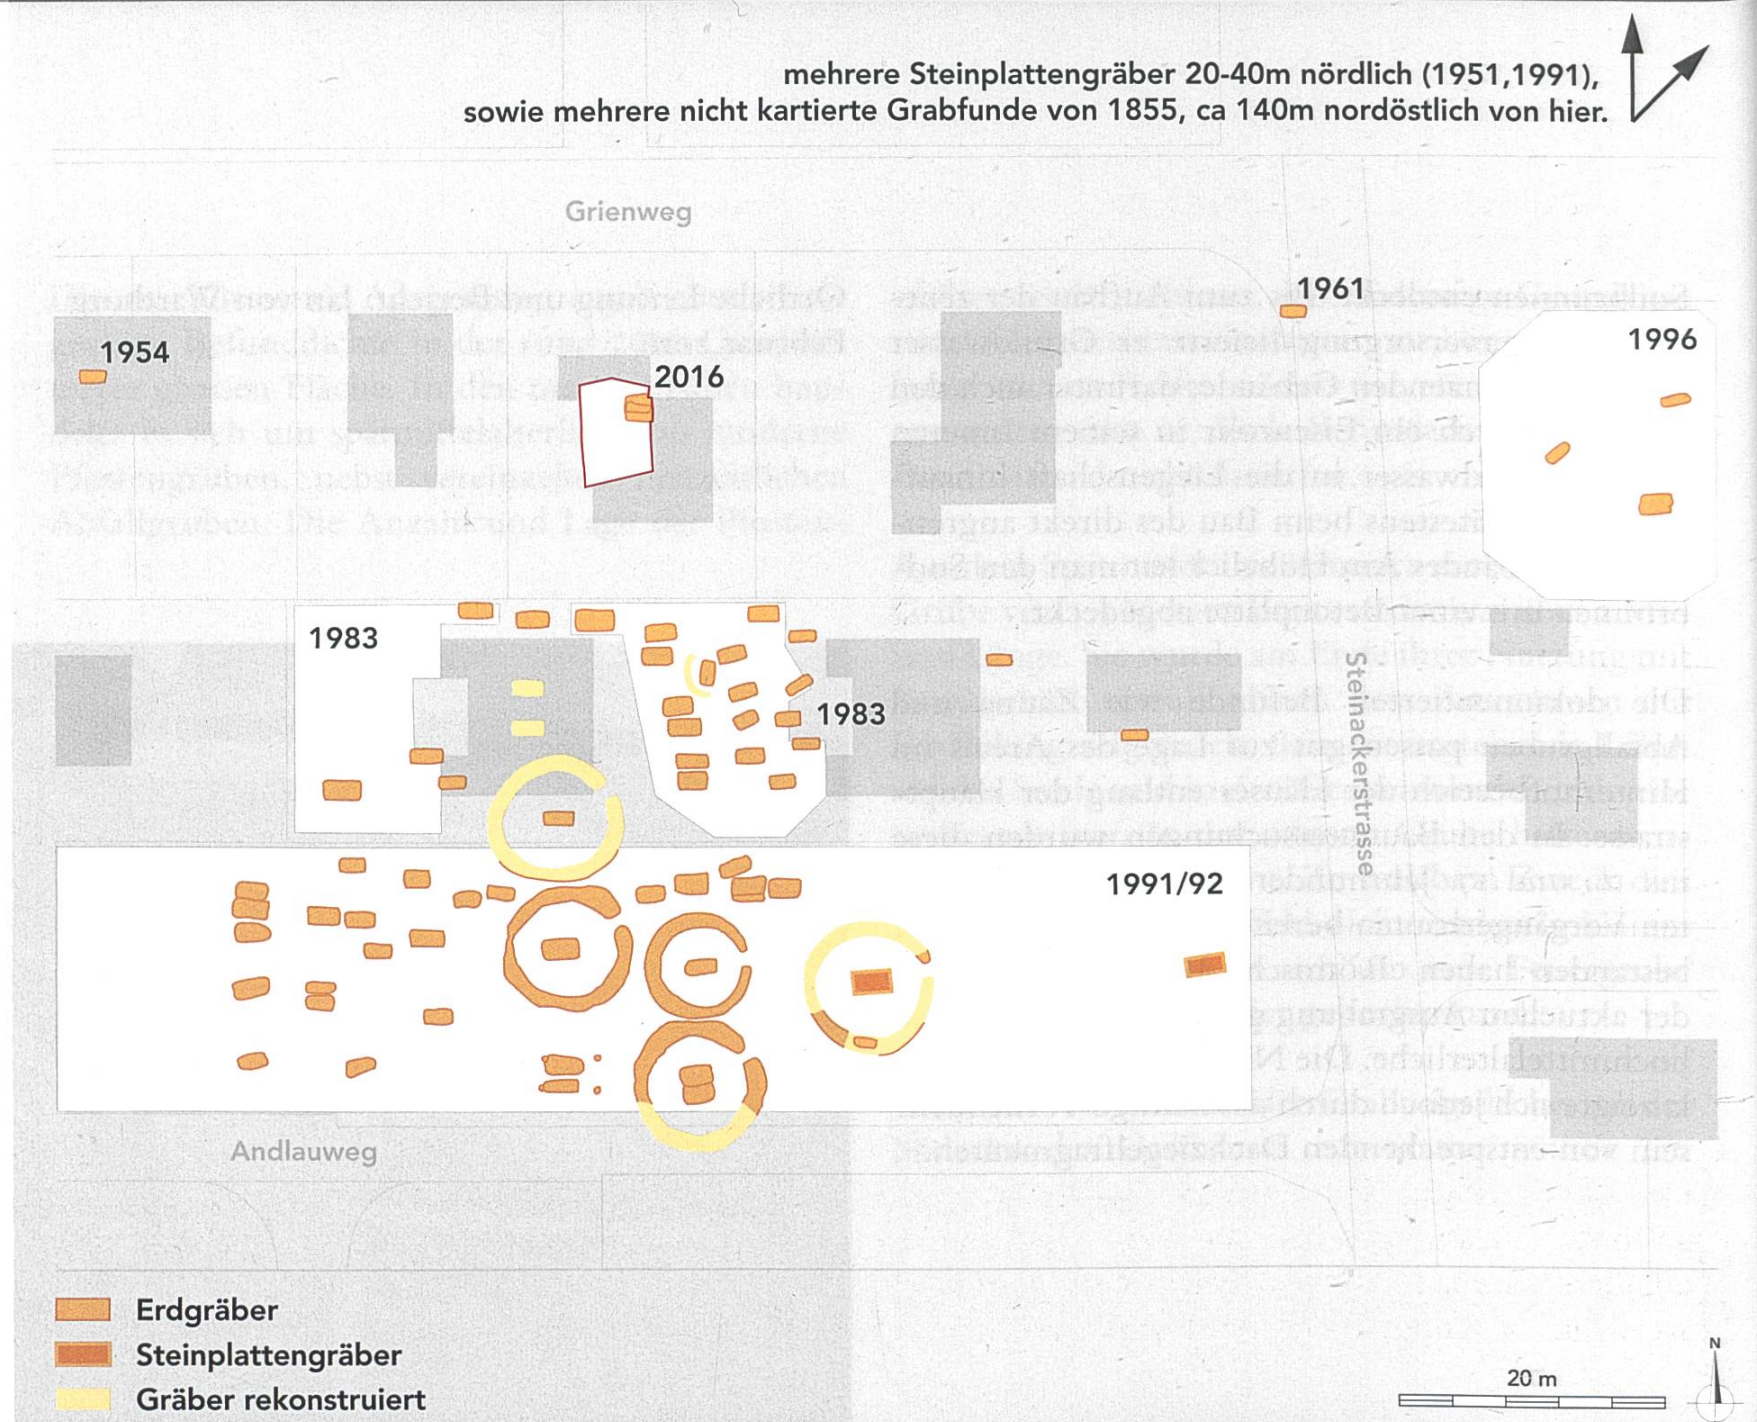 mehrere Steinplattengräber 20-40m nördlich (1951,1991),
sowie mehrere nicht kartierte Grabfunde von 1855, ca 140m nordöstlich von hier.
Grienweg
1961
1996
1954
2016
1983
1983
Steinackerstrasse
1991/92
Andlauweg
Erdgräber
Steinplattengräber
Gräber rekonstruiert
20 m
N